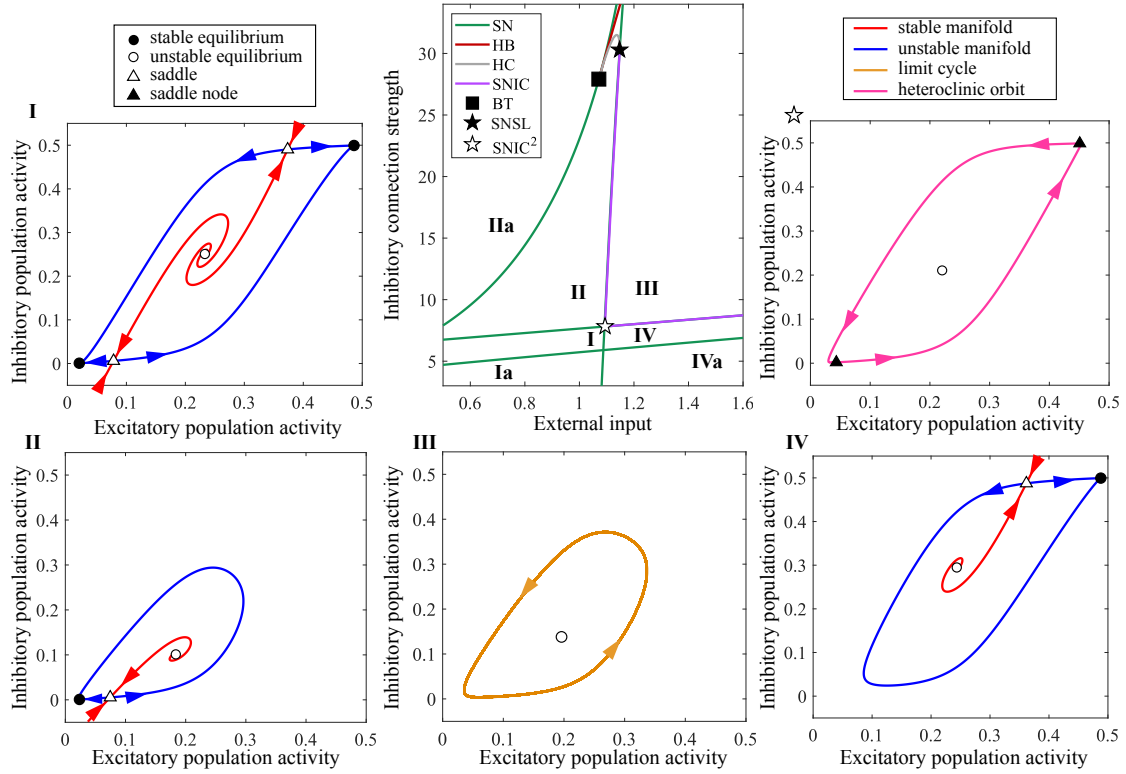 stable equilibrium
unstable equilibrium
saddle
saddle node
I
Inhibitory population activity
0.5
0.4
0.3
0.2
0.1
0
0 0.1 0.2 0.3 0.4 0.5
Excitatory population activity
SN
HB
HC
SNIC
BT
SNSL
SNIC²
Inhibitory connection strength
30
25
20
15
10
5
IIa
II
III
I
IV
Ia
IVa
0.6 0.8 1 1.2 1.4 1.6
External input
stable manifold
unstable manifold
limit cycle
heteroclinic orbit
Inhibitory population activity
0.5
0.4
0.3
0.2
0.1
0
0 0.1 0.2 0.3 0.4 0.5
Excitatory population activity
II
Inhibitory population activity
0.5
0.4
0.3
0.2
0.1
0
0 0.1 0.2 0.3 0.4 0.5
Excitatory population activity
III
Inhibitory population activity
0.5
0.4
0.3
0.2
0.1
0
0 0.1 0.2 0.3 0.4 0.5
Excitatory population activity
IV
Inhibitory population activity
0.5
0.4
0.3
0.2
0.1
0
0 0.1 0.2 0.3 0.4 0.5
Excitatory population activity